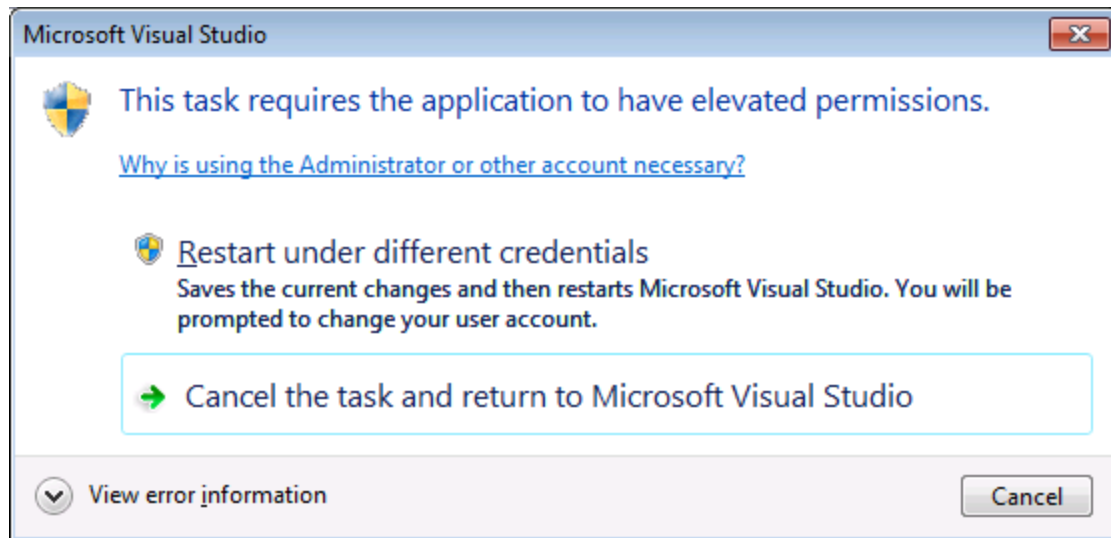 Microsoft Visual Studio
This task requires the application to have elevated permissions.
Why is using the Administrator or other account necessary?
Restart under different credentials
Saves the current changes and then restarts Microsoft Visual Studio. You will be
prompted to change your user account.
Cancel the task and return to Microsoft Visual Studio
View error information
Cancel